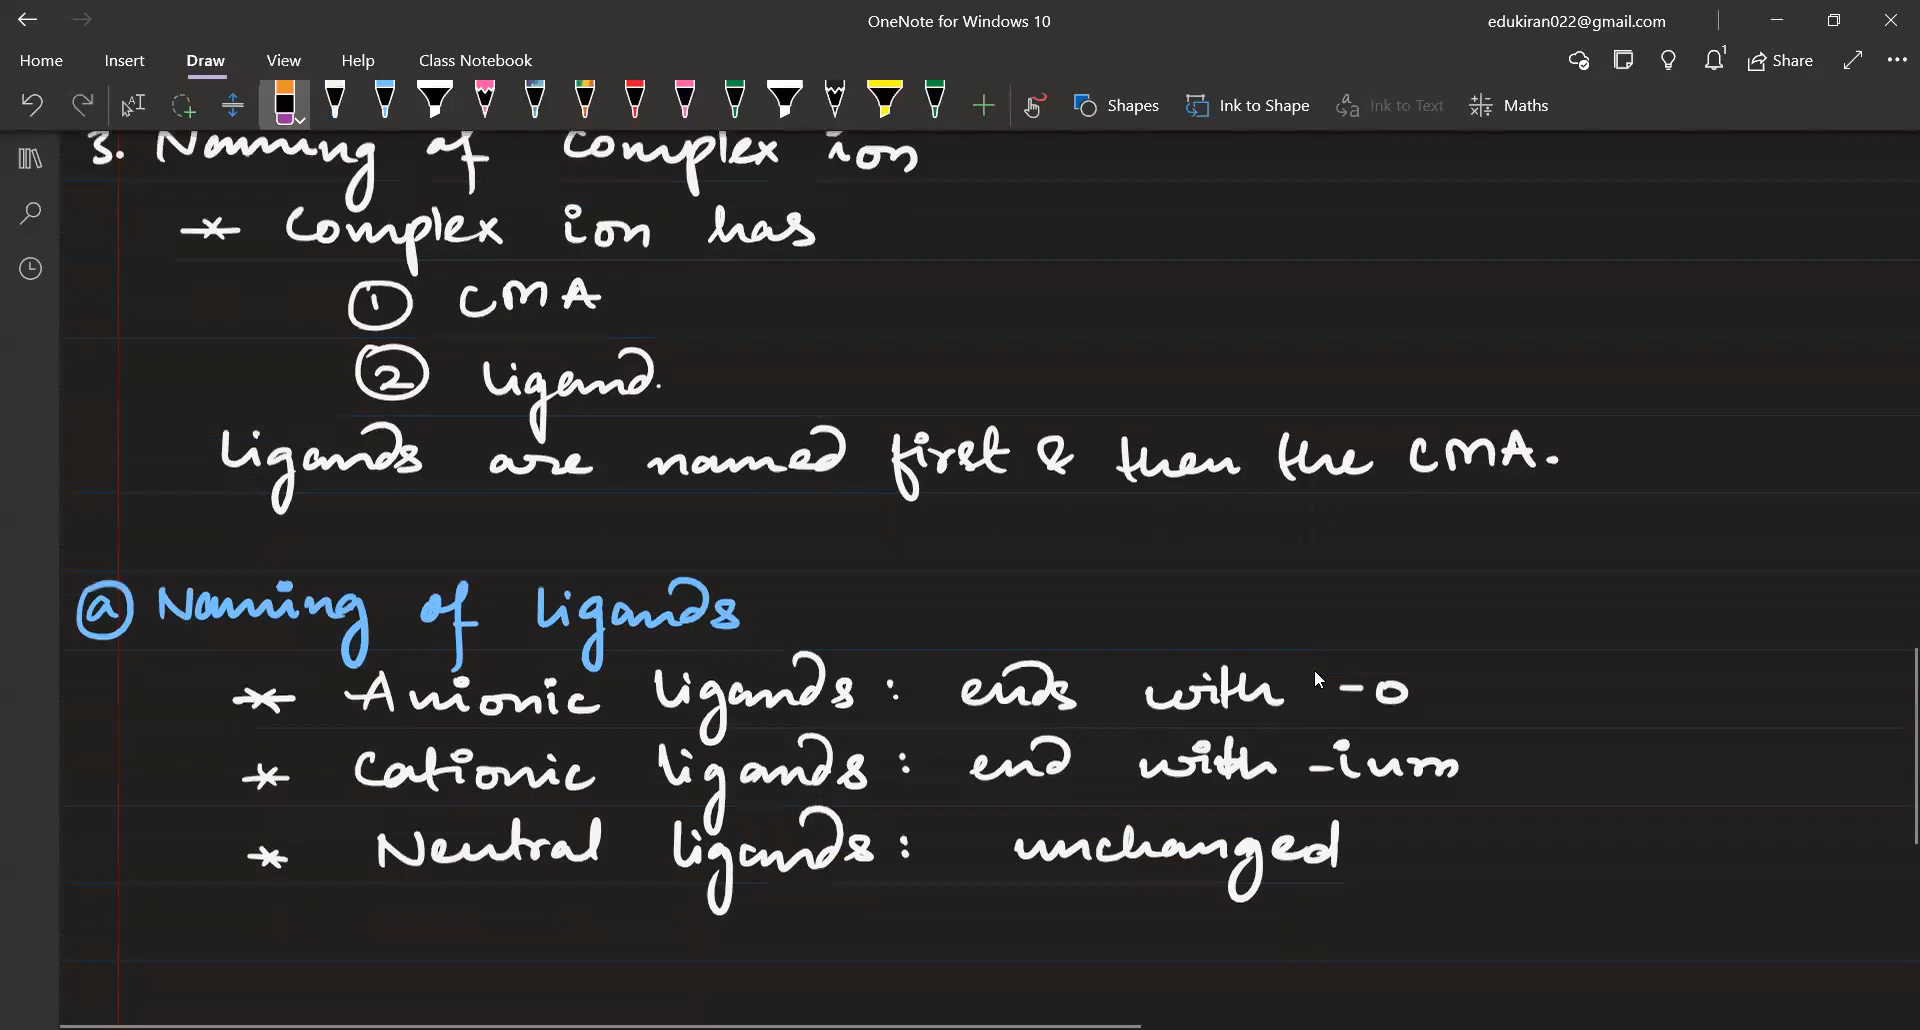 OneNote for Windows 10
edukiran022@gmail.com
Home Insert Draw View Help Class Notebook
1 Share
Shapes Ink to Shape Ink to Text Maths
3. Naming of Complex ion
* Complex ion has
① CMA
② Ligand.
Ligands are named first & then the CMA.
ⓐ Naming of ligands
* Anionic ligands : ends with -o
* Cationic ligands : end with -ium
* Neutral ligands : unchanged